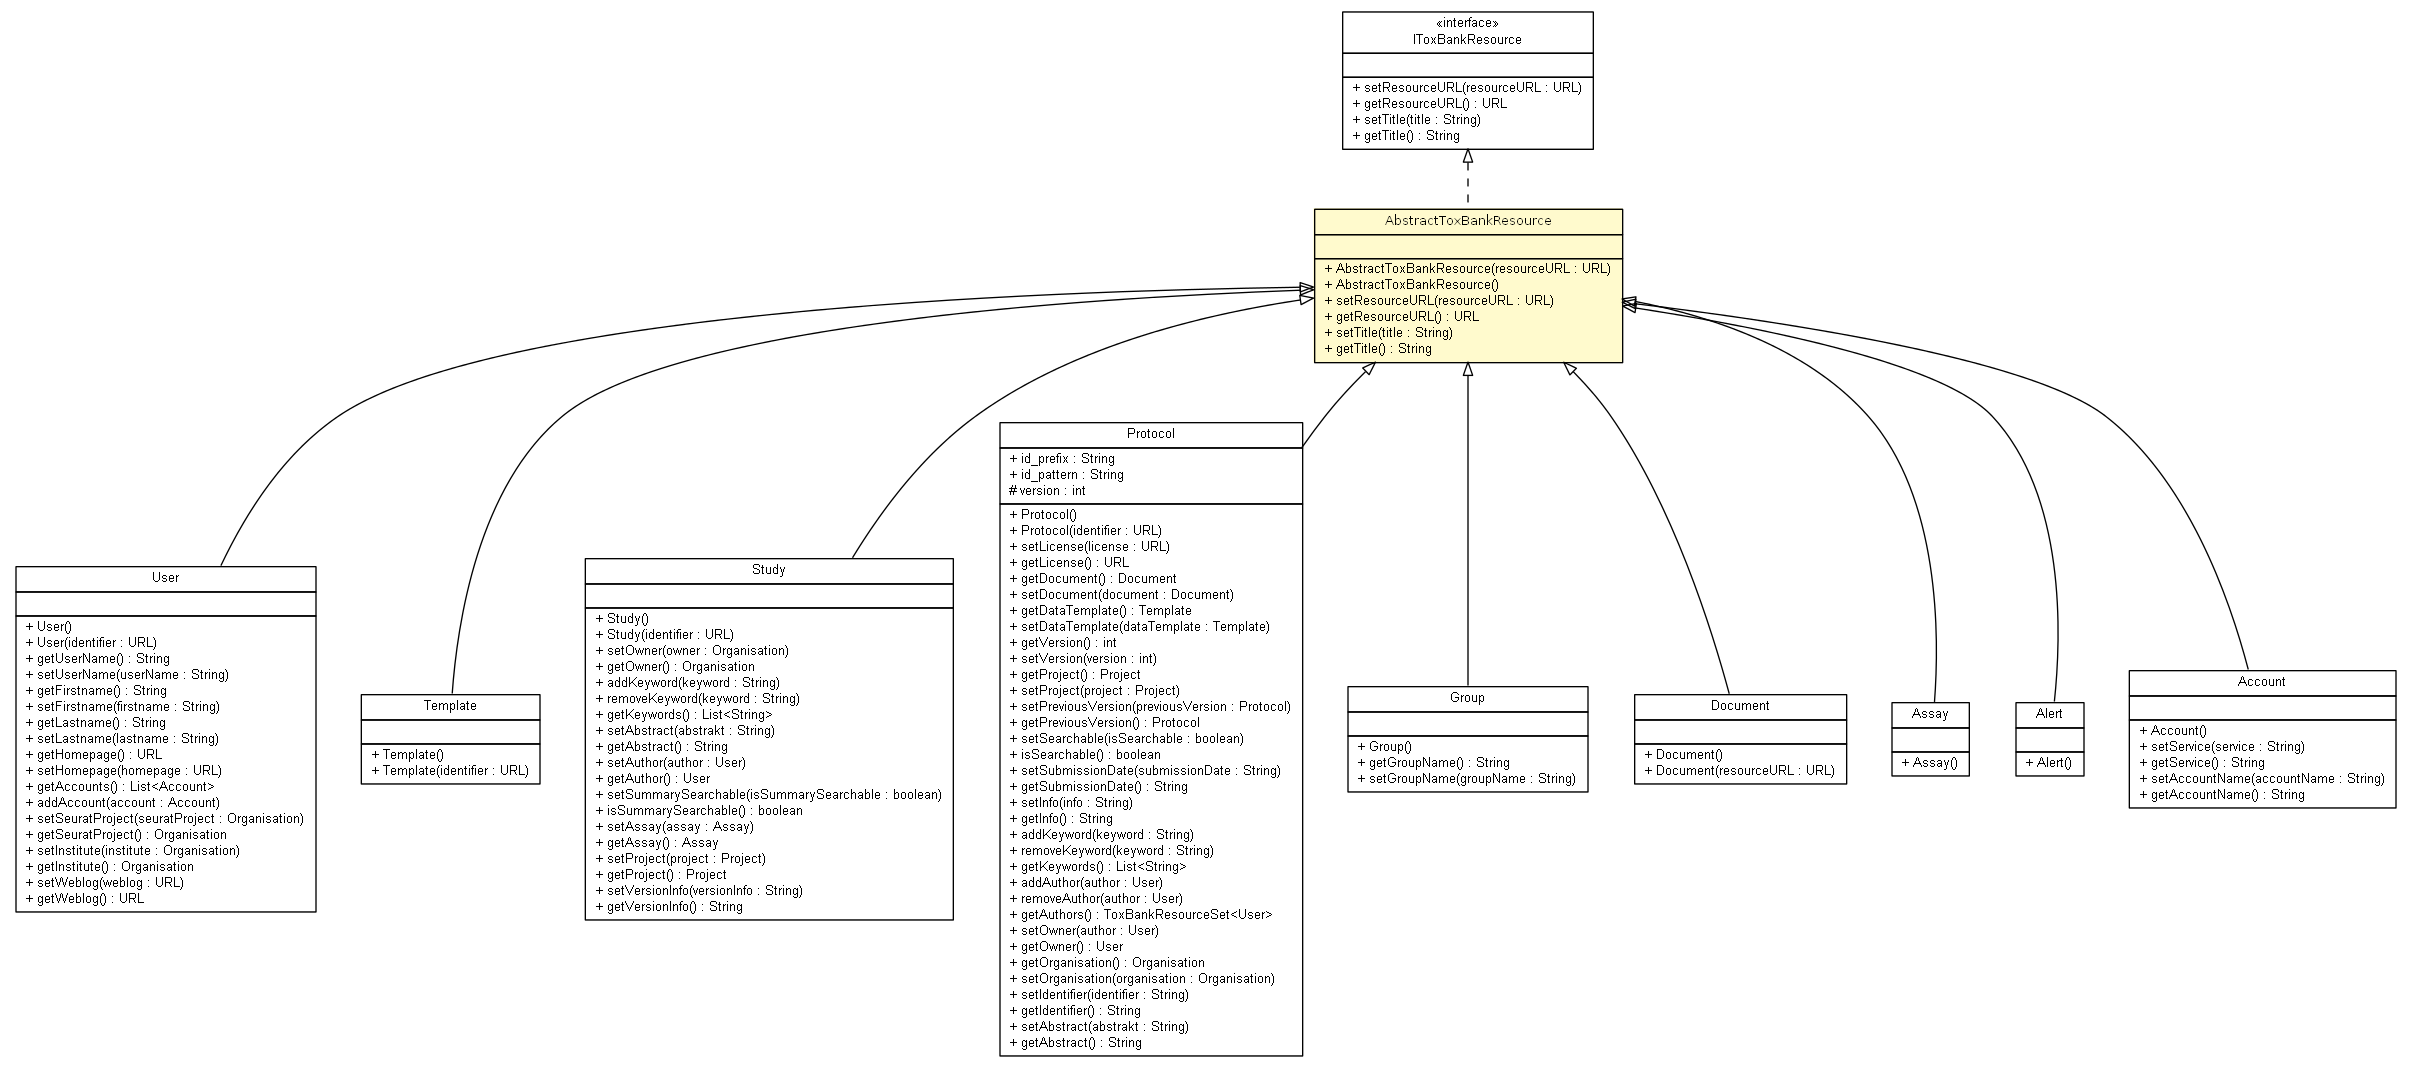 «interface»
IToxBankResource
+ setResourceURL(resourceURL : URL)
+ getResourceURL() : URL
+ setTitle(title : String)
+ getTitle() : String
AbstractToxBankResource
+ AbstractToxBankResource(resourceURL : URL)
+ AbstractToxBankResource()
+ setResourceURL(resourceURL : URL)
+ getResourceURL() : URL
+ setTitle(title : String)
+ getTitle() : String
User
+ User()
+ User(identifier : URL)
+ getUserName() : String
+ setUserName(userName : String)
+ getFirstname() : String
+ setFirstname(firstname : String)
+ getLastname() : String
+ setLastname(lastname : String)
+ getHomepage() : URL
+ setHomepage(homepage : URL)
+ getAccounts() : List<Account>
+ addAccount(account : Account)
+ setSeuratProject(seuratProject : Organisation)
+ getSeuratProject() : Organisation
+ setInstitute(institute : Organisation)
+ getInstitute() : Organisation
+ setWeblog(weblog : URL)
+ getWeblog() : URL
Template
+ Template()
+ Template(identifier : URL)
Study
+ Study()
+ Study(identifier : URL)
+ setOwner(owner : Organisation)
+ getOwner() : Organisation
+ addKeyword(keyword : String)
+ removeKeyword(keyword : String)
+ getKeywords() : List<String>
+ setAbstract(abstrakt : String)
+ getAbstract() : String
+ setAuthor(author : User)
+ getAuthor() : User
+ setSummarySearchable(isSummarySearchable : boolean)
+ isSummarySearchable() : boolean
+ setAssay(assay : Assay)
+ getAssay() : Assay
+ setProject(project : Project)
+ getProject() : Project
+ setVersionInfo(versionInfo : String)
+ getVersionInfo() : String
Protocol
+ id_prefix : String
+ id_pattern : String
# version : int
+ Protocol()
+ Protocol(identifier : URL)
+ setLicense(license : URL)
+ getLicense() : URL
+ getDocument() : Document
+ setDocument(document : Document)
+ getDataTemplate() : Template
+ setDataTemplate(dataTemplate : Template)
+ getVersion() : int
+ setVersion(version : int)
+ getProject() : Project
+ setProject(project : Project)
+ setPreviousVersion(previousVersion : Protocol)
+ getPreviousVersion() : Protocol
+ setSearchable(isSearchable : boolean)
+ isSearchable() : boolean
+ setSubmissionDate(submissionDate : String)
+ getSubmissionDate() : String
+ setInfo(info : String)
+ getInfo() : String
+ addKeyword(keyword : String)
+ removeKeyword(keyword : String)
+ getKeywords() : List<String>
+ addAuthor(author : User)
+ removeAuthor(author : User)
+ getAuthors() : ToxBankResourceSet<User>
+ setOwner(author : User)
+ getOwner() : User
+ getOrganisation() : Organisation
+ setOrganisation(organisation : Organisation)
+ setIdentifier(identifier : String)
+ getIdentifier() : String
+ setAbstract(abstrakt : String)
+ getAbstract() : String
Group
+ Group()
+ getGroupName() : String
+ setGroupName(groupName : String)
Document
+ Document()
+ Document(resourceURL : URL)
Assay
+ Assay()
Alert
+ Alert()
Account
+ Account()
+ setService(service : String)
+ getService() : String
+ setAccountName(accountName : String)
+ getAccountName() : String